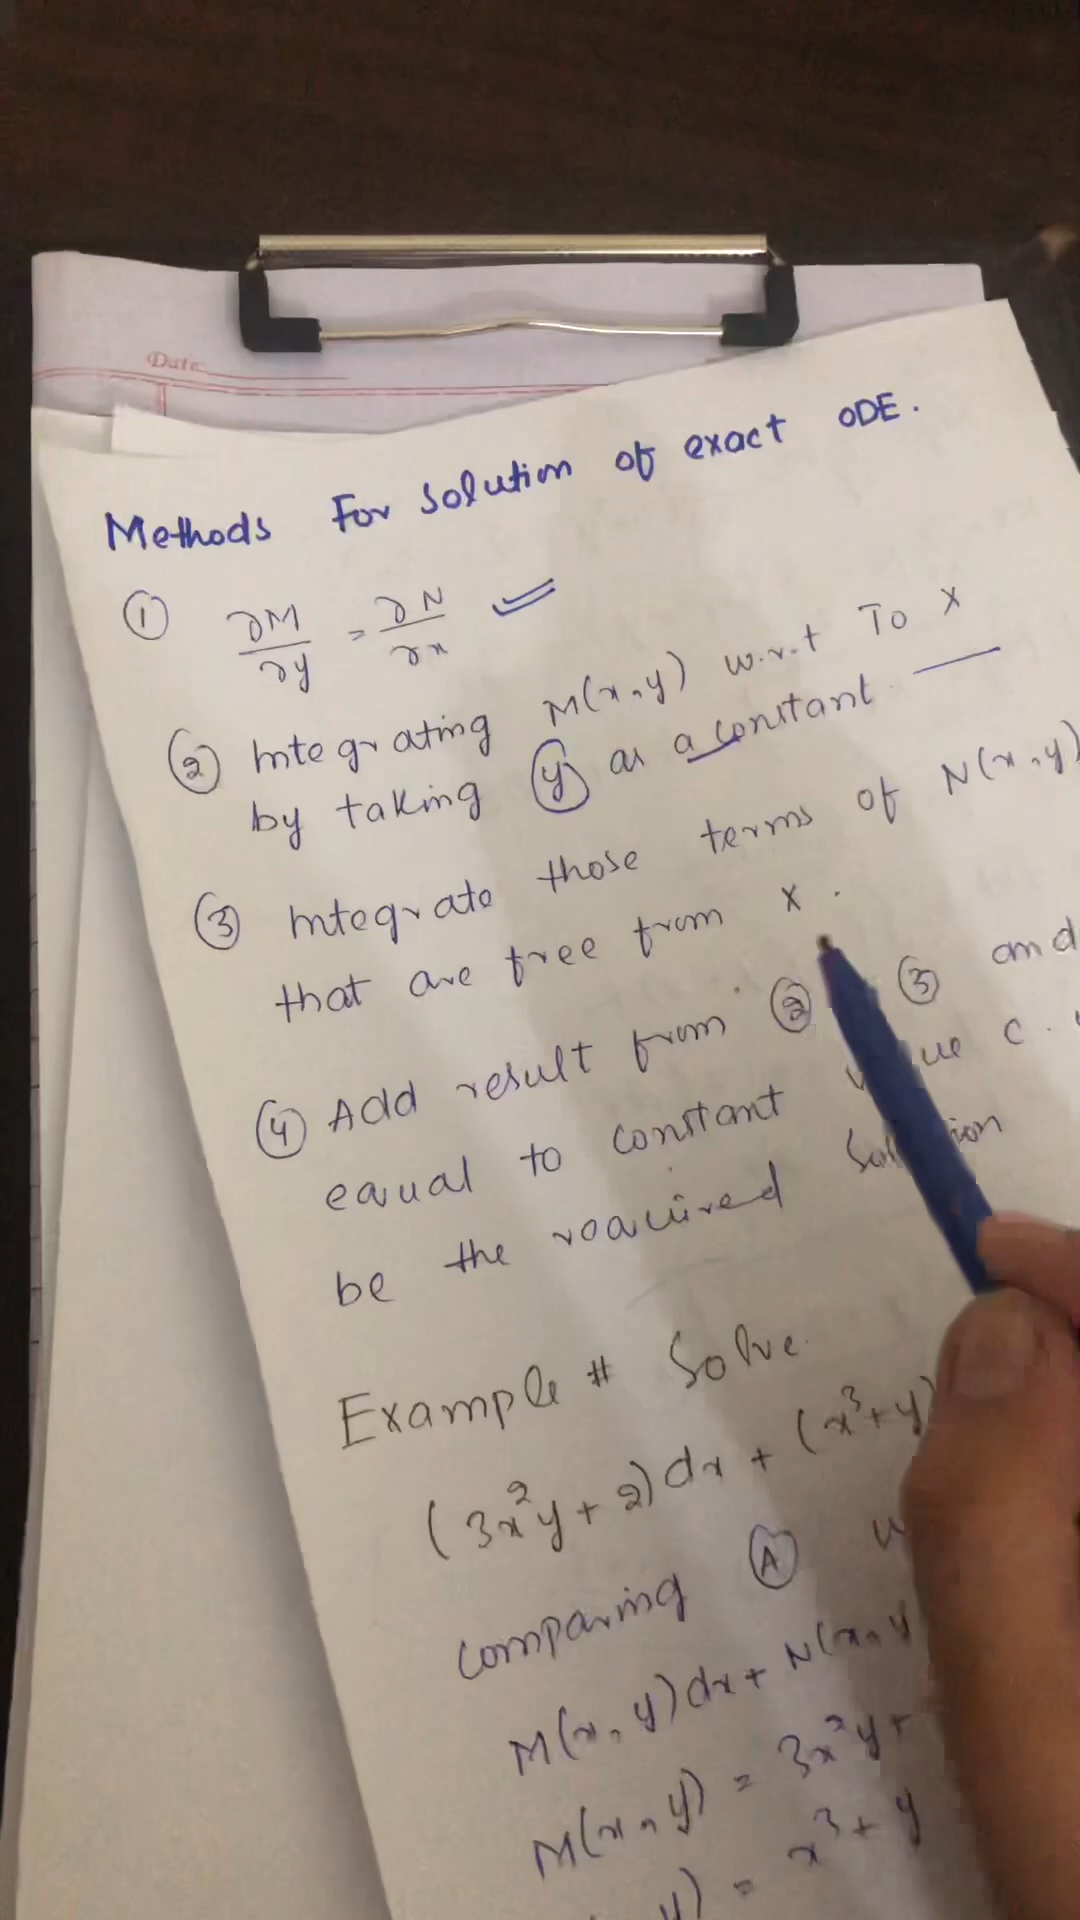 Date
Methods For solution of exact ODE.
① ∂M/∂y = ∂N/∂x
② Integrating M(x,y) w.r.t To x
by taking y as a constant
③ Integrate those terms of N(x,y)
that are free from x.
④ Add result from ② ③ and
equal to constant c.
be the roquired
Example # Solve.
(3x²y+2)dx + (x³+y)
comparing Ⓐ
M(x,y)dx + N(x,y
M(x,y) = 3x²y+
y) = x³+y